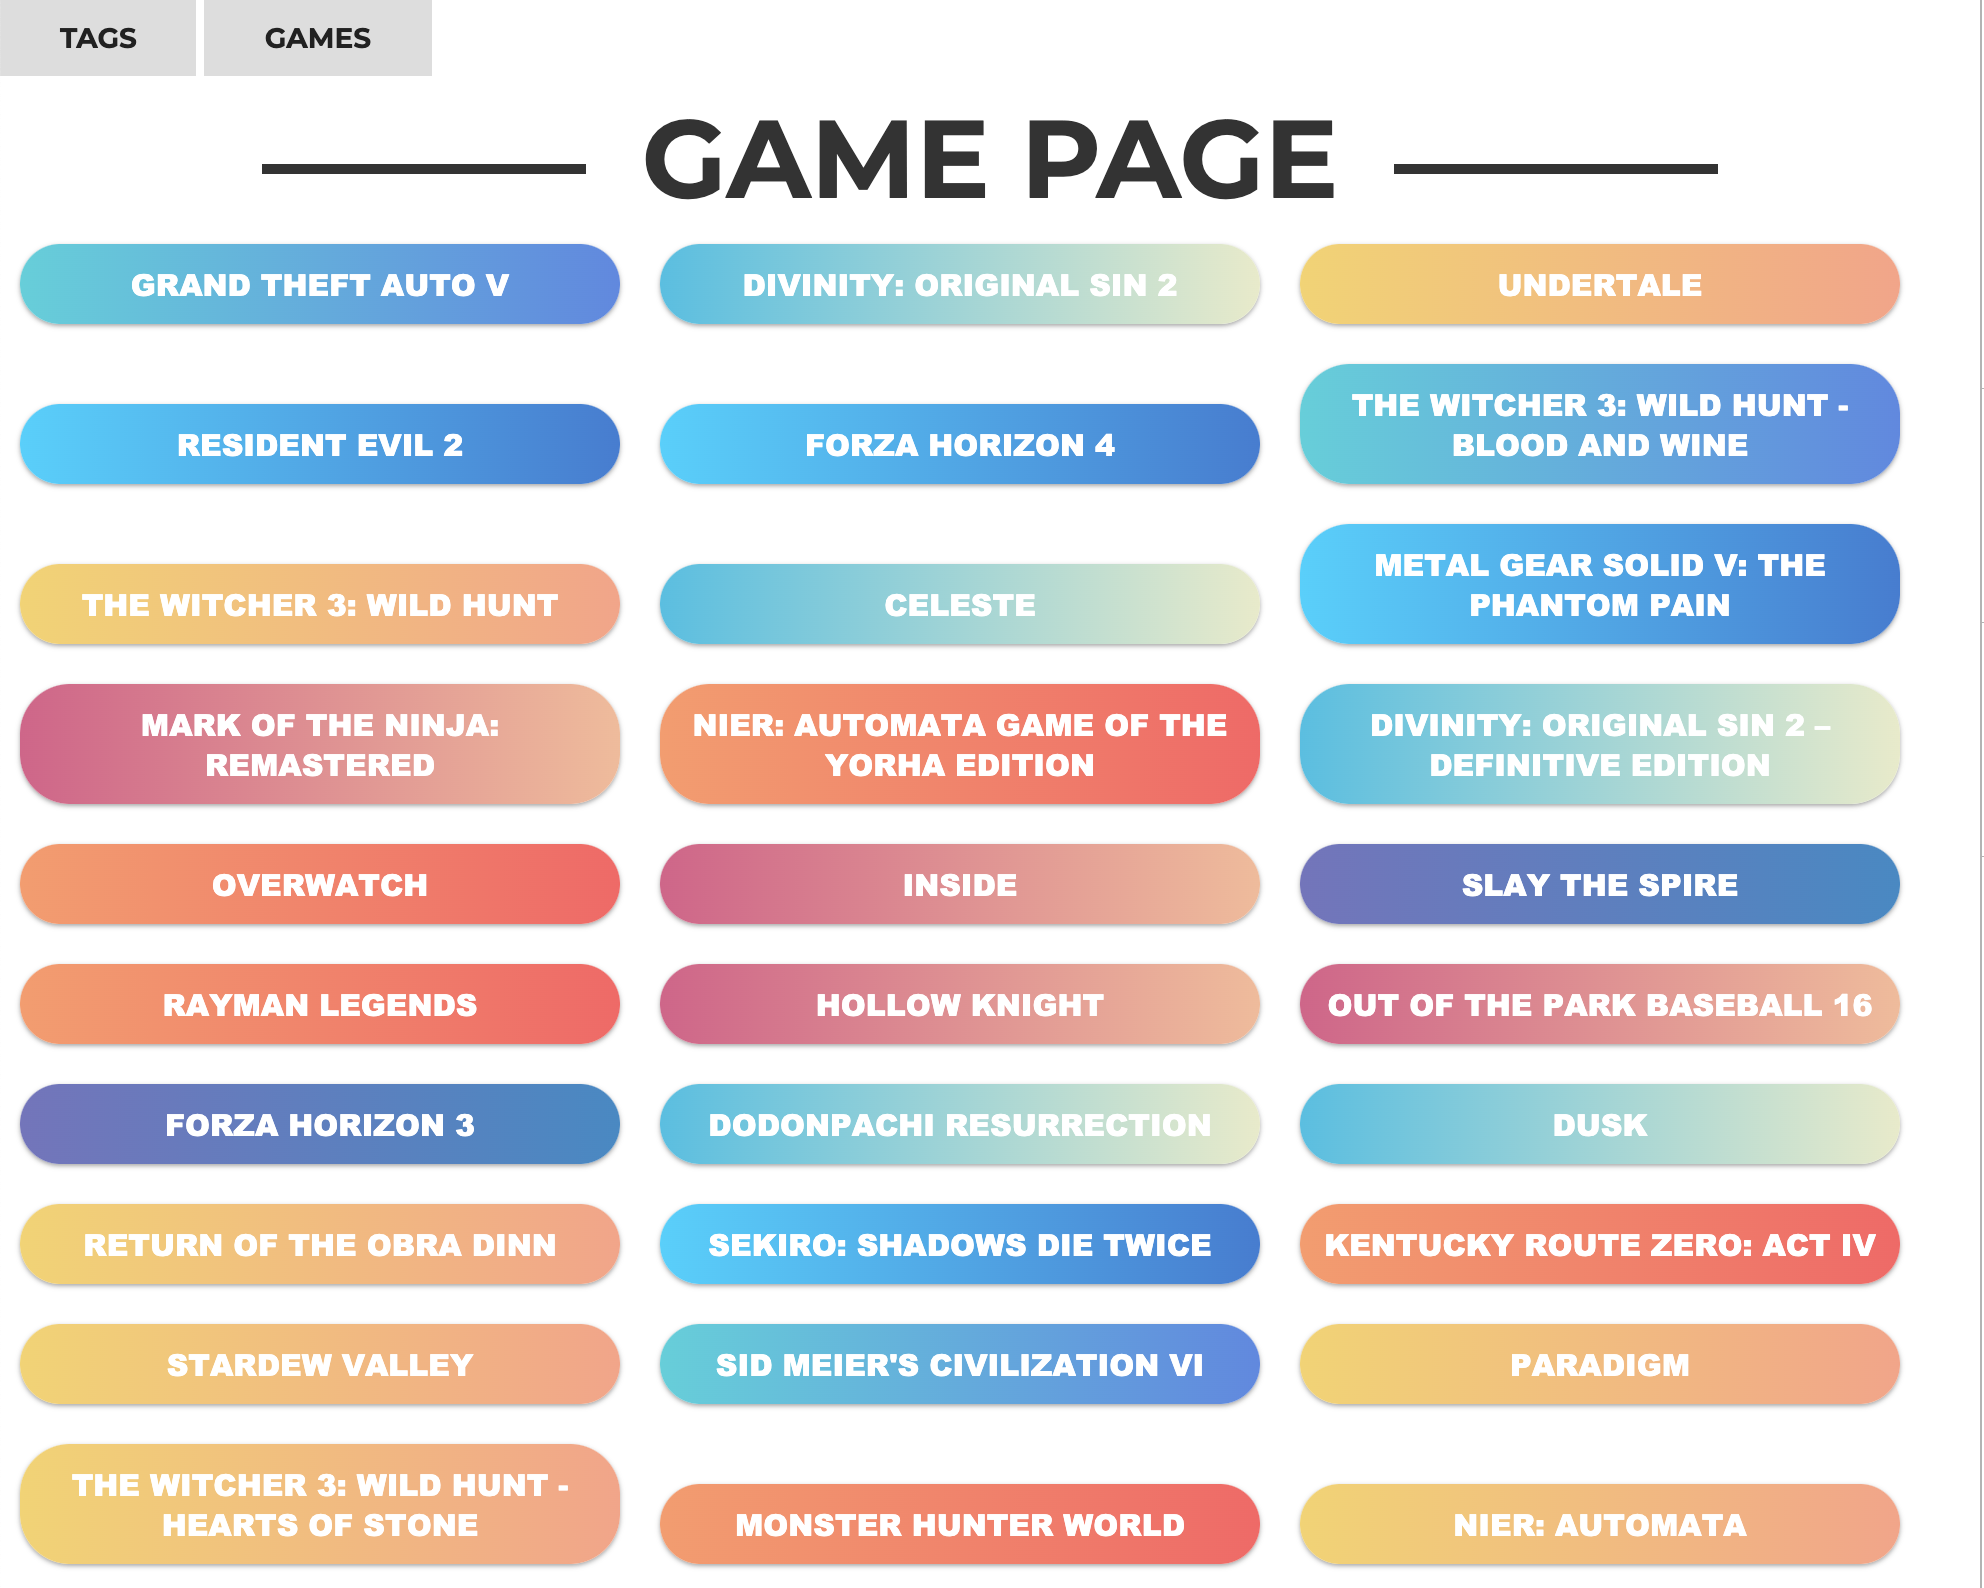 TAGS
GAMES
GAME PAGE
GRAND THEFT AUTO V
DIVINITY: ORIGINAL SIN 2
UNDERTALE
RESIDENT EVIL 2
FORZA HORIZON 4
THE WITCHER 3: WILD HUNT -
BLOOD AND WINE
THE WITCHER 3: WILD HUNT
CELESTE
METAL GEAR SOLID V: THE
PHANTOM PAIN
MARK OF THE NINJA:
REMASTERED
NIER: AUTOMATA GAME OF THE
YORHA EDITION
DIVINITY: ORIGINAL SIN 2 –
DEFINITIVE EDITION
OVERWATCH
INSIDE
SLAY THE SPIRE
RAYMAN LEGENDS
HOLLOW KNIGHT
OUT OF THE PARK BASEBALL 16
FORZA HORIZON 3
DODONPACHI RESURRECTION
DUSK
RETURN OF THE OBRA DINN
SEKIRO: SHADOWS DIE TWICE
KENTUCKY ROUTE ZERO: ACT IV
STARDEW VALLEY
SID MEIER'S CIVILIZATION VI
PARADIGM
THE WITCHER 3: WILD HUNT -
HEARTS OF STONE
MONSTER HUNTER WORLD
NIER: AUTOMATA